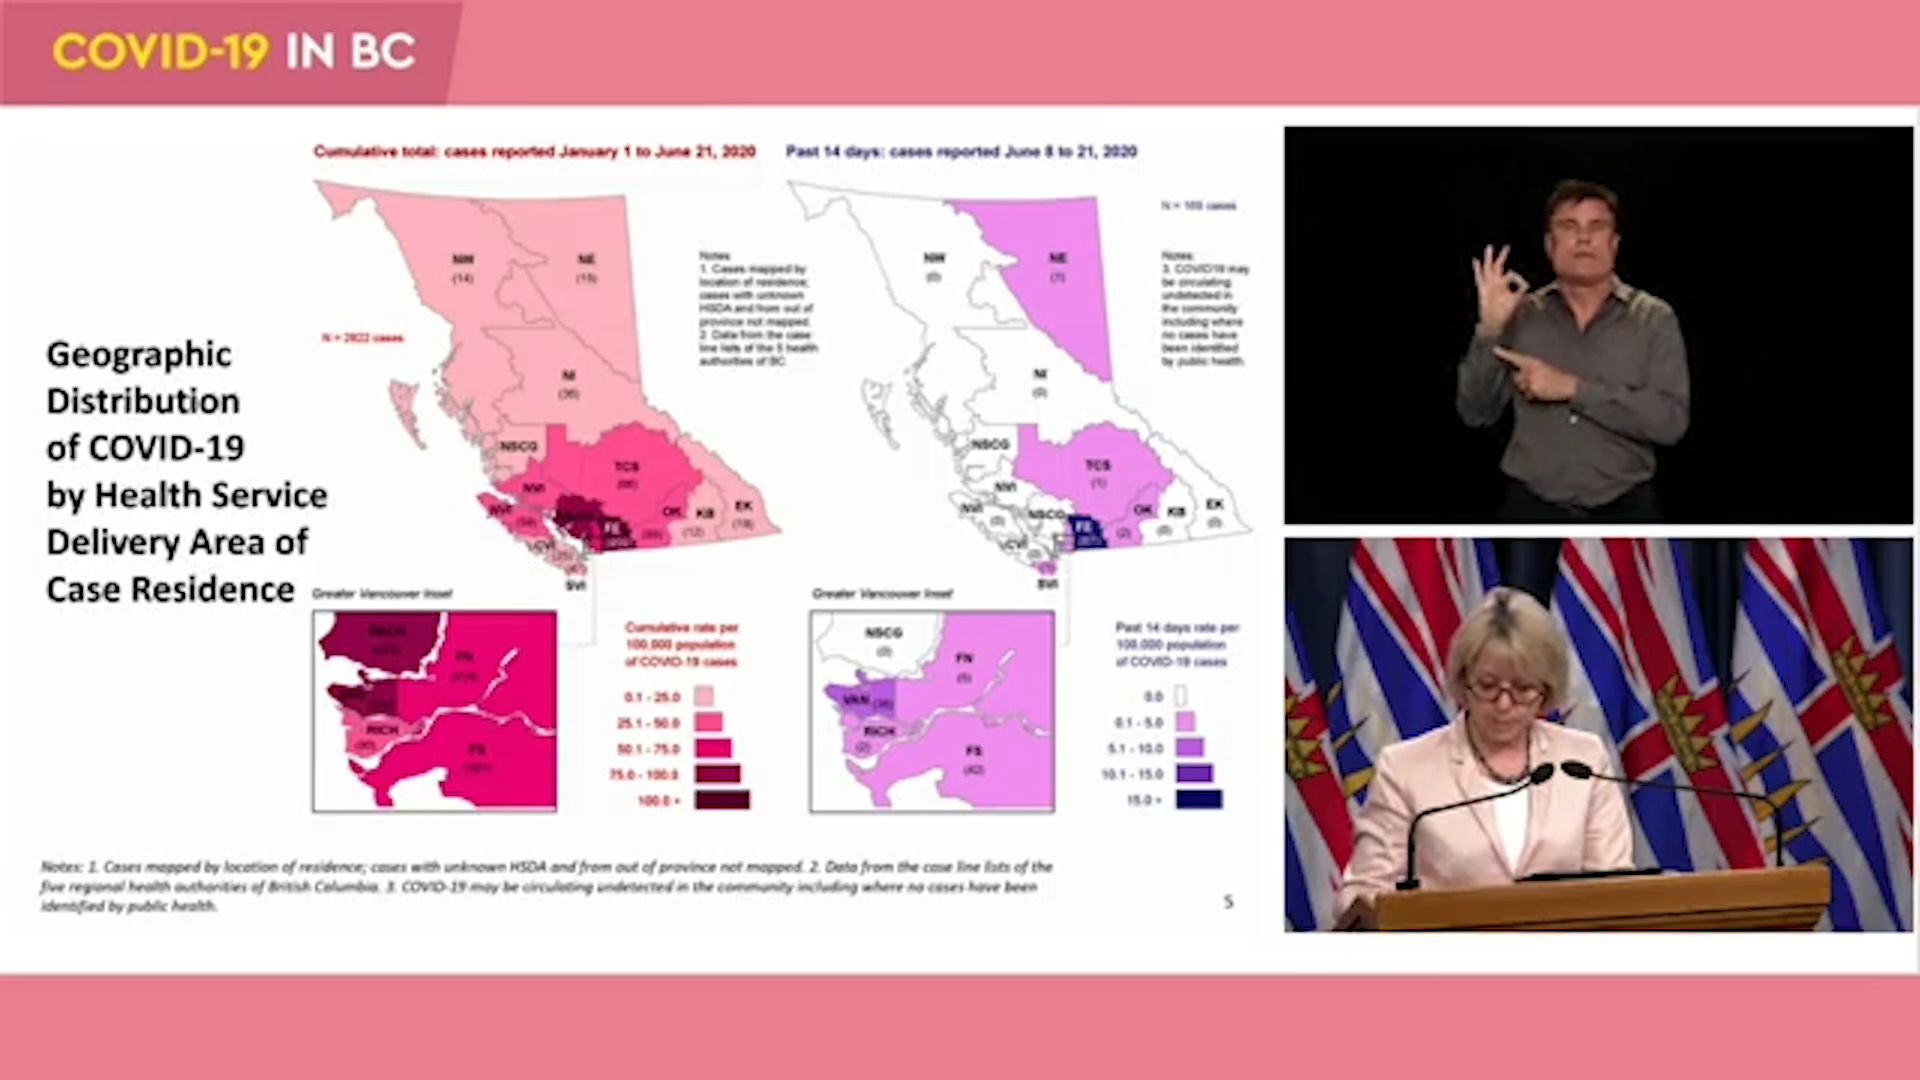 COVID-19 IN BC
Geographic
Distribution
of COVID-19
by Health Service
Delivery Area of
Case Residence
Cumulative total: cases reported January 1 to June 21, 2020
N = 2822 cases
NW
(14)
NE
(15)
NI
NSCG
TCS
NVI
OK
KB
(12)
EK
FE
CVI
SVI
Notes
1. Cases mapped by
location of residence;
cases with unknown
HSDA and from out of
province not mapped.
2. Data from the case
line lists of the 5 health
authorities of BC.
Greater Vancouver Inset
NSCG
FN
RICH
FS
Cumulative rate per
100,000 population
of COVID-19 cases
0.1 - 25.0
25.1 - 50.0
50.1 - 75.0
75.0 - 100.0
100.0 +
Past 14 days: cases reported June 8 to 21, 2020
N = 169 cases
NW
(0)
NE
(1)
NI
(0)
NSCG
TCS
(1)
NVI
NSCG
OK
(2)
KB
(0)
EK
(0)
FE
CVI
SVI
Notes:
3. COVID19 may
be circulating
undetected in
the community
including where
no cases have
been identified
by public health.
Greater Vancouver Inset
NSCG
(0)
FN
(5)
VAN
RICH
(2)
FS
(42)
Past 14 days rate per
100,000 population
of COVID-19 cases
0.0
0.1 - 5.0
5.1 - 10.0
10.1 - 15.0
15.0 +
Notes: 1. Cases mapped by location of residence; cases with unknown HSDA and from out of province not mapped. 2. Data from the case line lists of the
five regional health authorities of British Columbia. 3. COVID-19 may be circulating undetected in the community including where no cases have been
identified by public health.
5